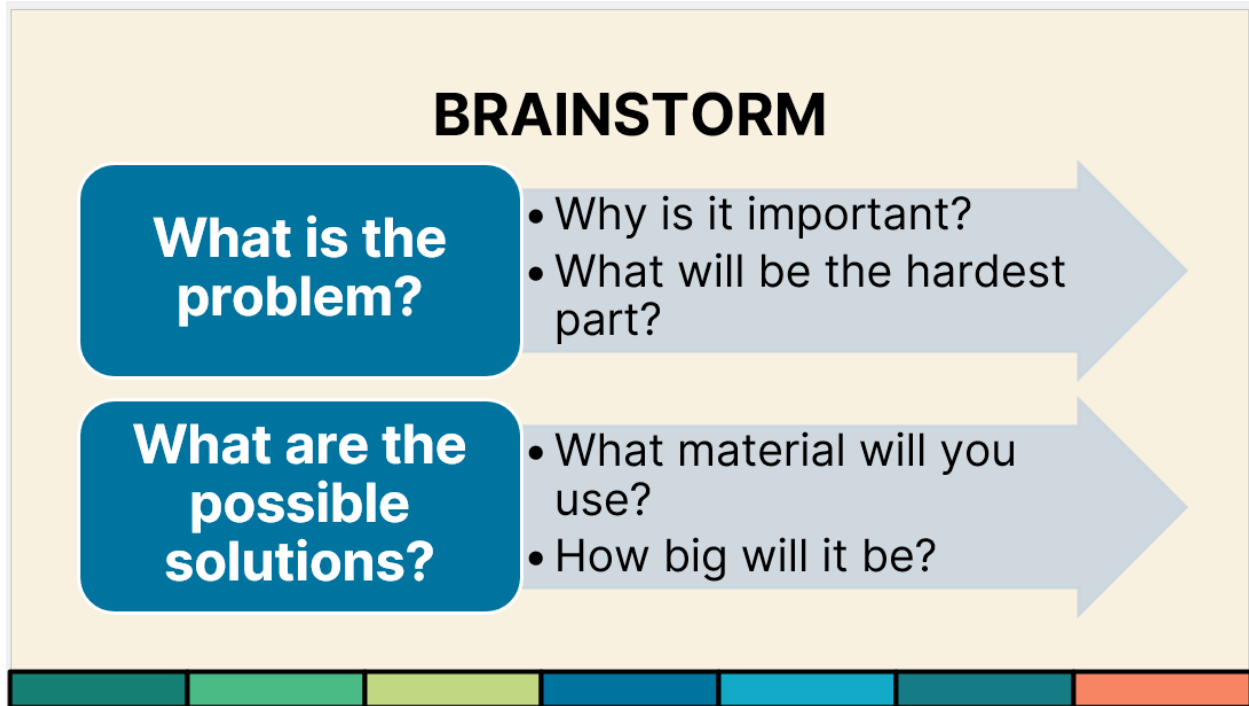 BRAINSTORM
What is the
problem?
• Why is it important?
• What will be the hardest
part?
What are the
possible
solutions?
• What material will you
use?
• How big will it be?